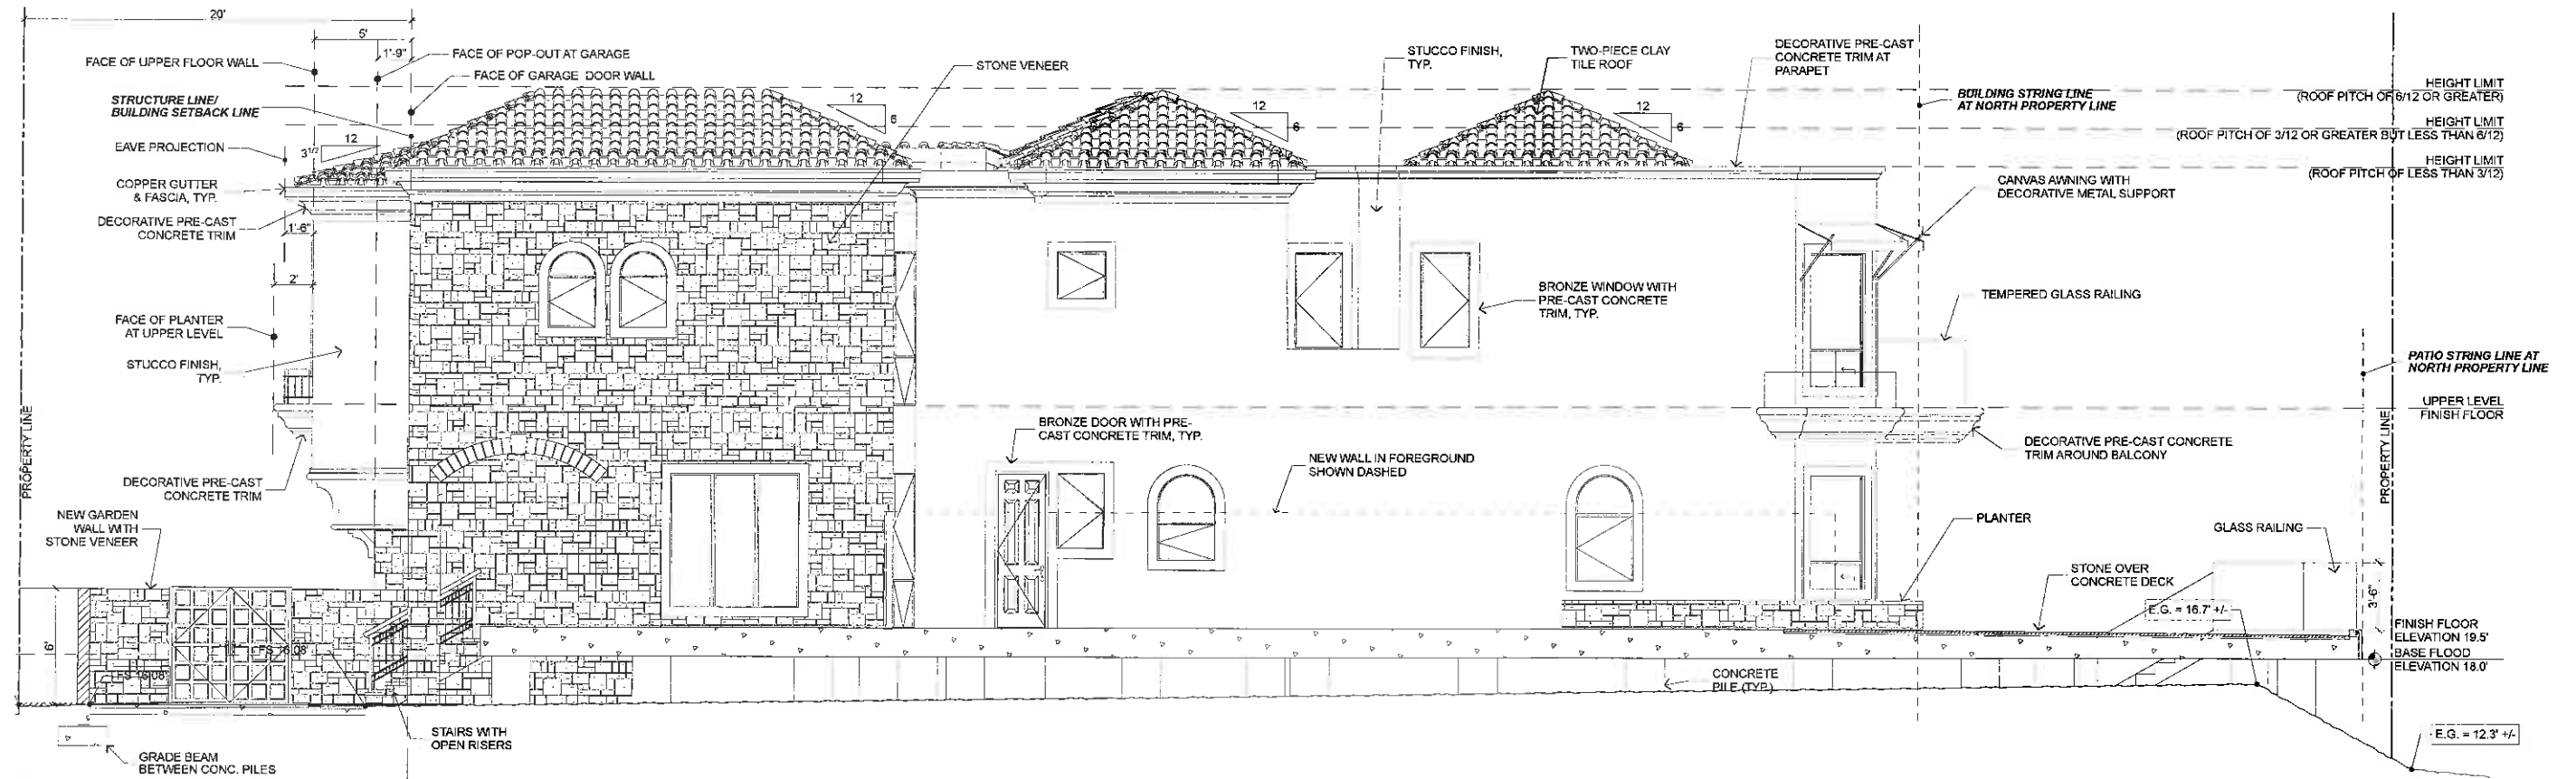 20'
5'
1'-9"
FACE OF POP-OUT AT GARAGE
FACE OF UPPER FLOOR WALL
FACE OF GARAGE DOOR WALL
STRUCTURE LINE/
BUILDING SETBACK LINE
12
3 1/2
EAVE PROJECTION
COPPER GUTTER
& FASCIA, TYP.
DECORATIVE PRE-CAST
CONCRETE TRIM
1'-6"
2'
FACE OF PLANTER
AT UPPER LEVEL
STUCCO FINISH,
TYP.
PROPERTY LINE
DECORATIVE PRE-CAST
CONCRETE TRIM
NEW GARDEN
WALL WITH
STONE VENEER
6'
FS 16.08'
FS 16.08'
GRADE BEAM
BETWEEN CONC. PILES
STAIRS WITH
OPEN RISERS
STONE VENEER
12
6
12
6
12
6
STUCCO FINISH,
TYP.
TWO-PIECE CLAY
TILE ROOF
DECORATIVE PRE-CAST
CONCRETE TRIM AT
PARAPET
BUILDING STRING LINE
AT NORTH PROPERTY LINE
HEIGHT LIMIT
(ROOF PITCH OF 6/12 OR GREATER)
HEIGHT LIMIT
(ROOF PITCH OF 3/12 OR GREATER BUT LESS THAN 6/12)
HEIGHT LIMIT
(ROOF PITCH OF LESS THAN 3/12)
CANVAS AWNING WITH
DECORATIVE METAL SUPPORT
BRONZE WINDOW WITH
PRE-CAST CONCRETE
TRIM, TYP.
TEMPERED GLASS RAILING
PATIO STRING LINE AT
NORTH PROPERTY LINE
UPPER LEVEL
FINISH FLOOR
BRONZE DOOR WITH PRE-
CAST CONCRETE TRIM, TYP.
NEW WALL IN FOREGROUND
SHOWN DASHED
DECORATIVE PRE-CAST CONCRETE
TRIM AROUND BALCONY
PROPERTY LINE
PLANTER
GLASS RAILING
STONE OVER
CONCRETE DECK
E.G. = 16.7' +/-
3'-6"
FINISH FLOOR
ELEVATION 19.5'
BASE FLOOD
ELEVATION 18.0'
CONCRETE
PILE (TYP.)
E.G. = 12.3' +/-